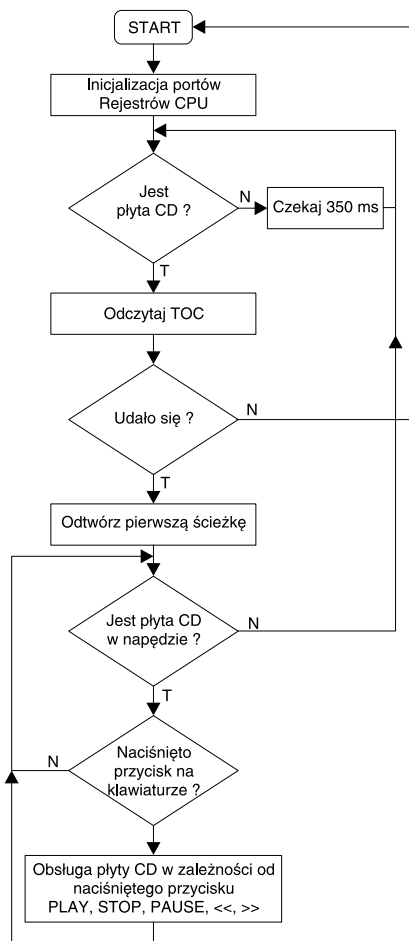 START
Inicjalizacja portów
Rejestrów CPU
Jest
płyta CD ?
N
Czekaj 350 ms
T
Odczytaj TOC
Udało się ?
N
T
Odtwórz pierwszą ścieżkę
Jest płyta CD
w napędzie ?
N
T
Naciśnięto
przycisk na
klawiaturze ?
N
Obsługa płyty CD w zależności od
naciśniętego przycisku
PLAY, STOP, PAUSE, <<, >>